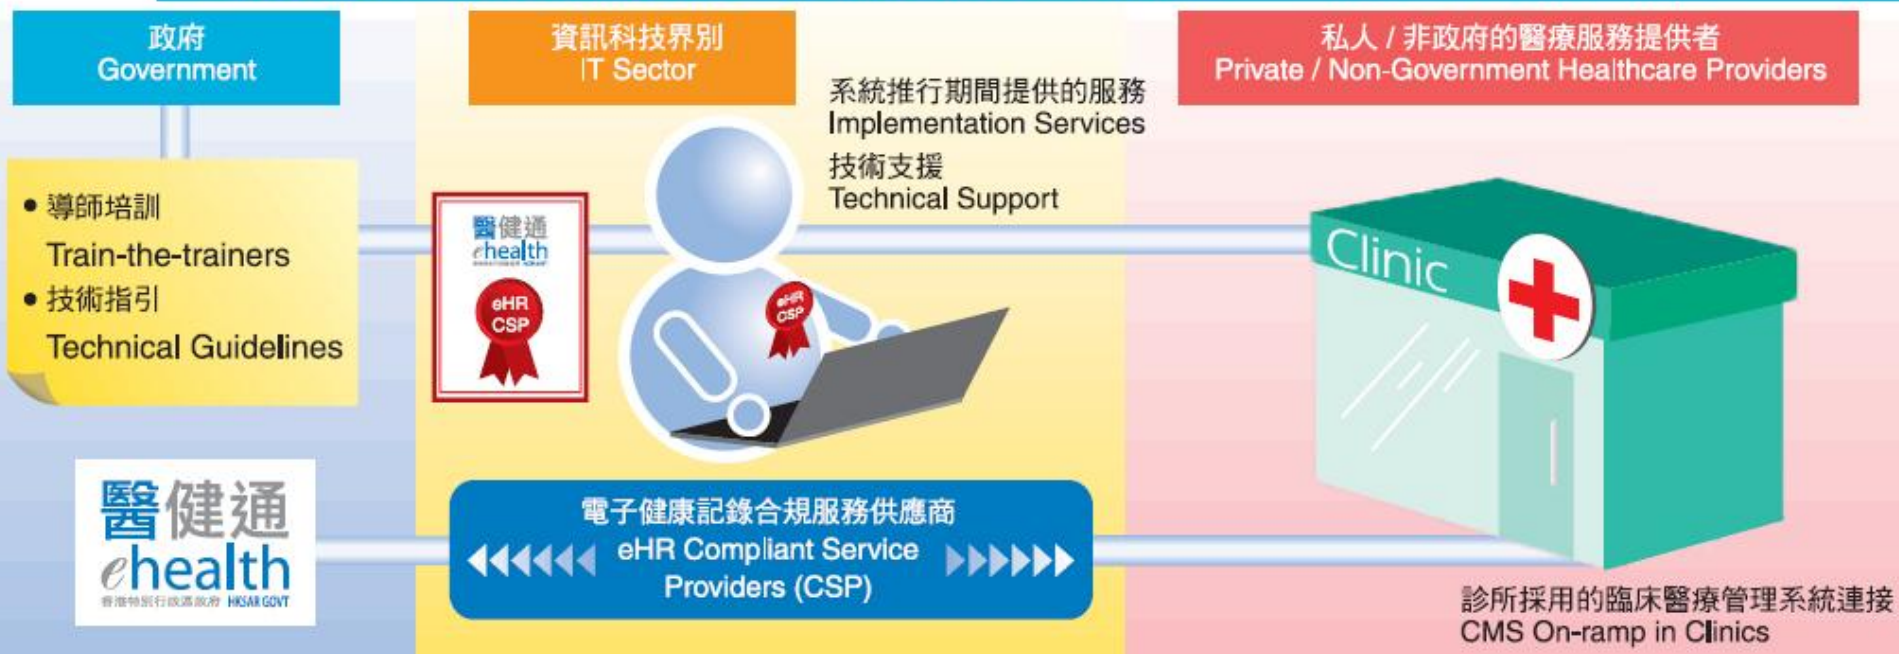 政府
Government
資訊科技界別
IT Sector
私人 / 非政府的醫療服務提供者
Private / Non-Government Healthcare Providers
系統推行期間提供的服務
Implementation Services
技術支援
Technical Support
• 導師培訓
Train-the-trainers
• 技術指引
Technical Guidelines
醫健通
ehealth
eHR
CSP
eHR
CSP
Clinic
醫健通
ehealth
香港特別行政區政府 HKSAR GOVT
電子健康記錄合規服務供應商
eHR Compliant Service
Providers (CSP)
診所採用的臨床醫療管理系統連接
CMS On-ramp in Clinics